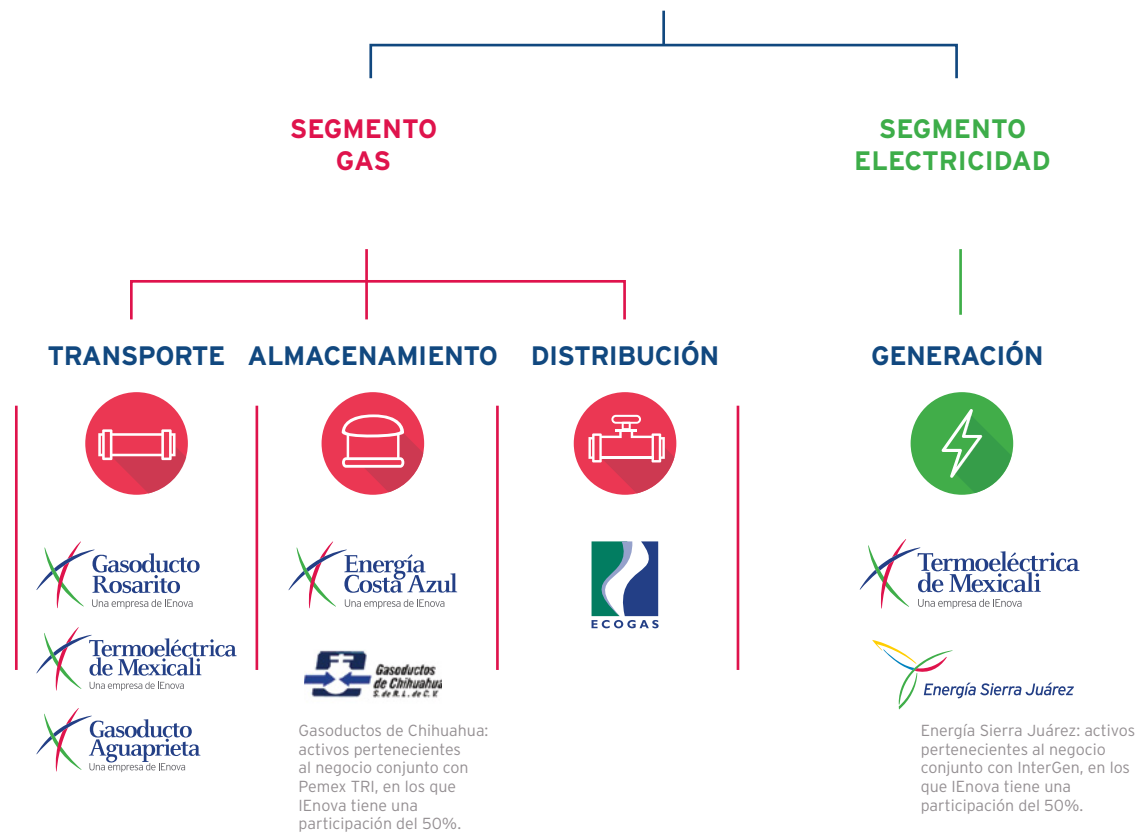 SEGMENTO
GAS
SEGMENTO
ELECTRICIDAD
TRANSPORTE
ALMACENAMIENTO
DISTRIBUCIÓN
GENERACIÓN
Gasoducto
Rosarito
Una empresa de IEnova
Termoeléctrica
de Mexicali
Una empresa de IEnova
Gasoducto
Aguaprieta
Una empresa de IEnova
Energía
Costa Azul
Una empresa de IEnova
Gasoductos
de Chihuahua
S. de R. L. de C. V.
Gasoductos de Chihuahua:
activos pertenecientes
al negocio conjunto con
Pemex TRI, en los que
IEnova tiene una
participación del 50%.
ECOGAS
Termoeléctrica
de Mexicali
Una empresa de IEnova
Energía Sierra Juárez
Energía Sierra Juárez: activos
pertenecientes al negocio
conjunto con InterGen, en los
que IEnova tiene una
participación del 50%.